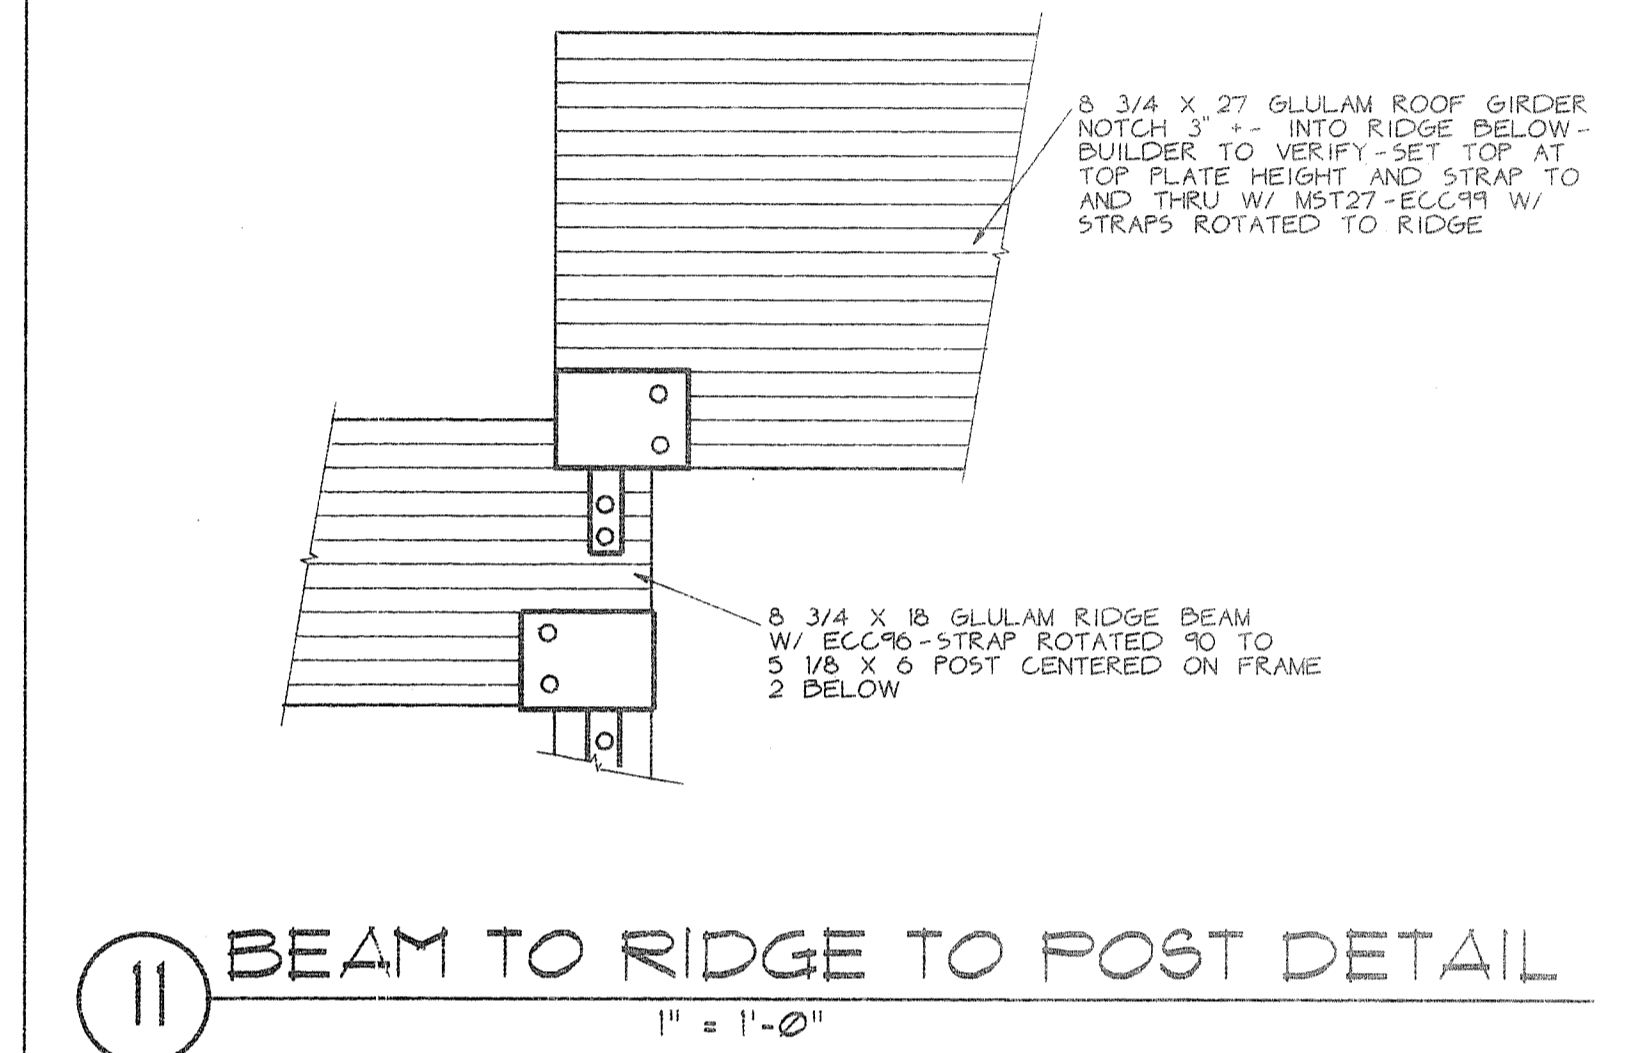 8 3/4 X 27 GLULAM ROOF GIRDER
NOTCH 3" +- INTO RIDGE BELOW-
BUILDER TO VERIFY-SET TOP AT
TOP PLATE HEIGHT AND STRAP TO
AND THRU W/ MST27-ECC99 W/
STRAPS ROTATED TO RIDGE
8 3/4 X 18 GLULAM RIDGE BEAM
W/ ECC96-STRAP ROTATED 90 TO
5 1/8 X 6 POST CENTERED ON FRAME
2 BELOW
11
BEAM TO RIDGE TO POST DETAIL
1" = 1'-0"